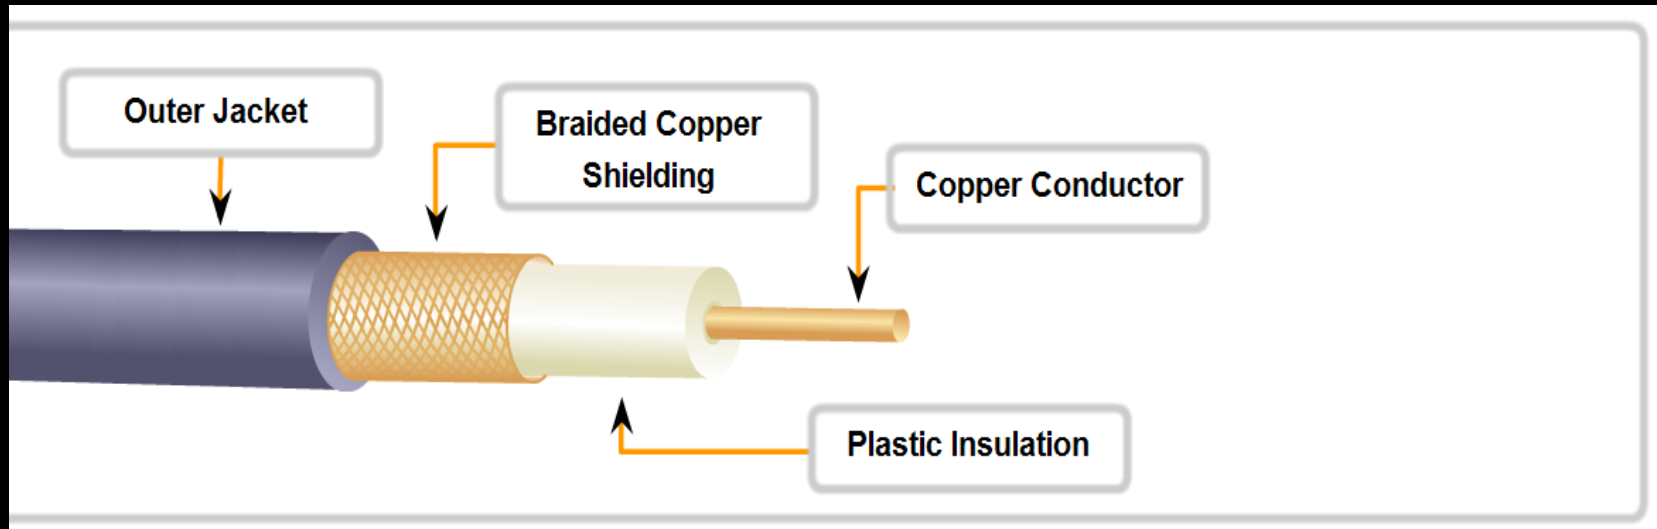 Outer Jacket
Braided Copper
Shielding
Copper Conductor
Plastic Insulation